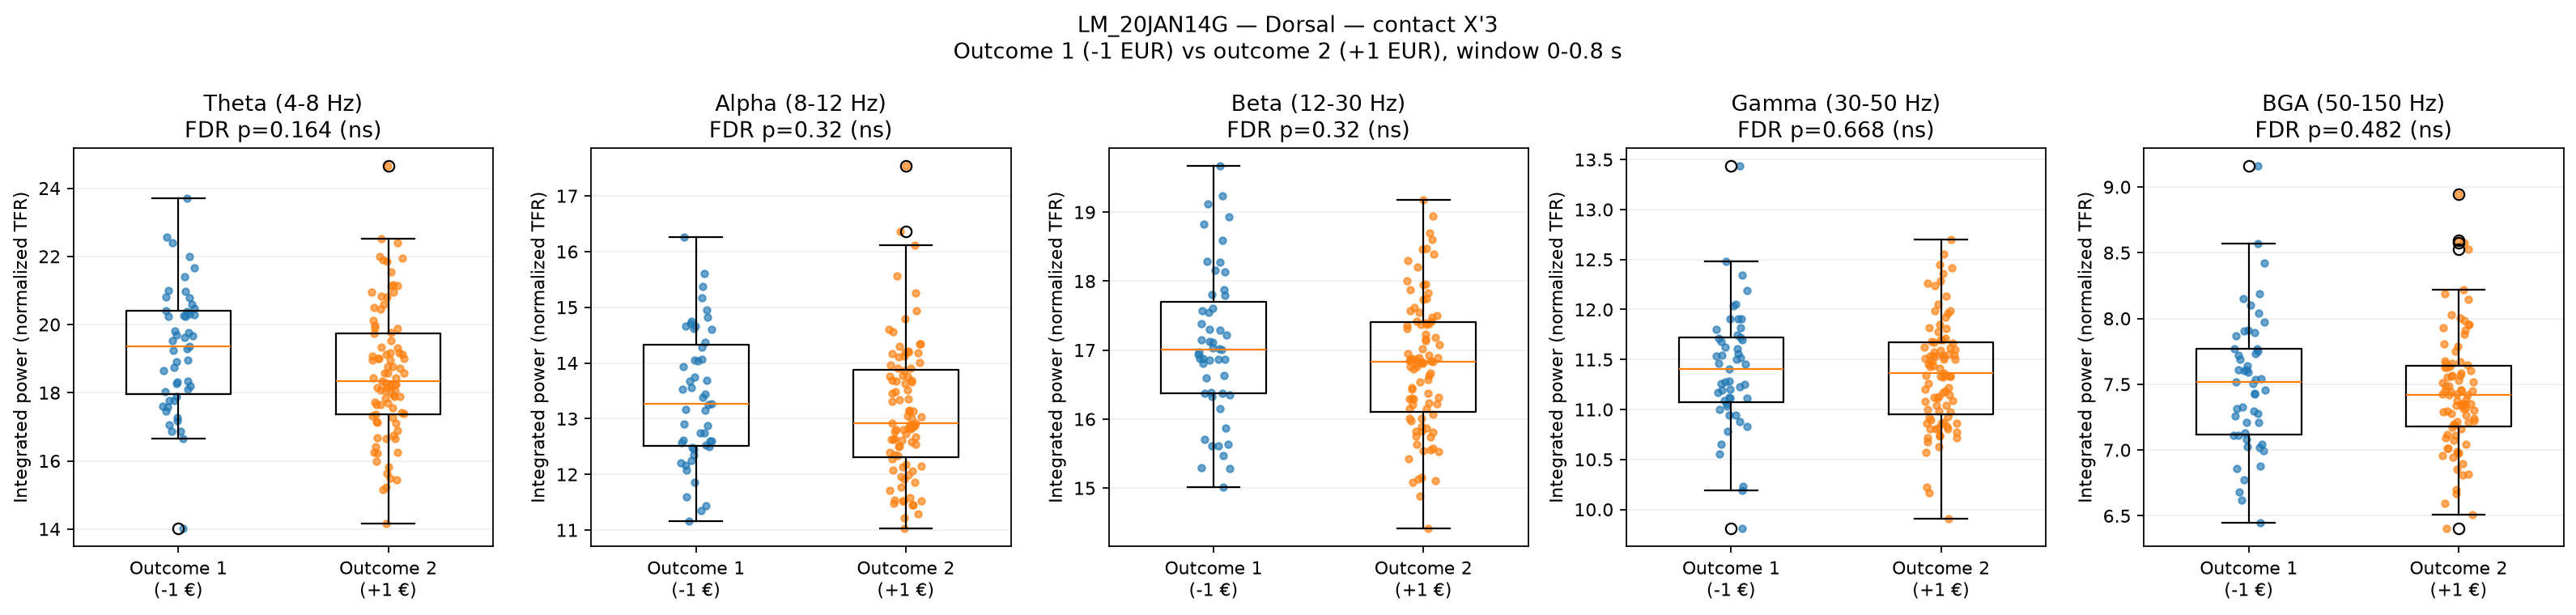 LM_20JAN14G — Dorsal — contact X'3
Outcome 1 (-1 EUR) vs outcome 2 (+1 EUR), window 0-0.8 s
Theta (4-8 Hz)
FDR p=0.164 (ns)
Integrated power (normalized TFR)
24
22
20
18
16
14
Outcome 1
(-1 €)
Outcome 2
(+1 €)
Alpha (8-12 Hz)
FDR p=0.32 (ns)
Integrated power (normalized TFR)
17
16
15
14
13
12
11
Outcome 1
(-1 €)
Outcome 2
(+1 €)
Beta (12-30 Hz)
FDR p=0.32 (ns)
Integrated power (normalized TFR)
19
18
17
16
15
Outcome 1
(-1 €)
Outcome 2
(+1 €)
Gamma (30-50 Hz)
FDR p=0.668 (ns)
Integrated power (normalized TFR)
13.5
13.0
12.5
12.0
11.5
11.0
10.5
10.0
Outcome 1
(-1 €)
Outcome 2
(+1 €)
BGA (50-150 Hz)
FDR p=0.482 (ns)
Integrated power (normalized TFR)
9.0
8.5
8.0
7.5
7.0
6.5
Outcome 1
(-1 €)
Outcome 2
(+1 €)